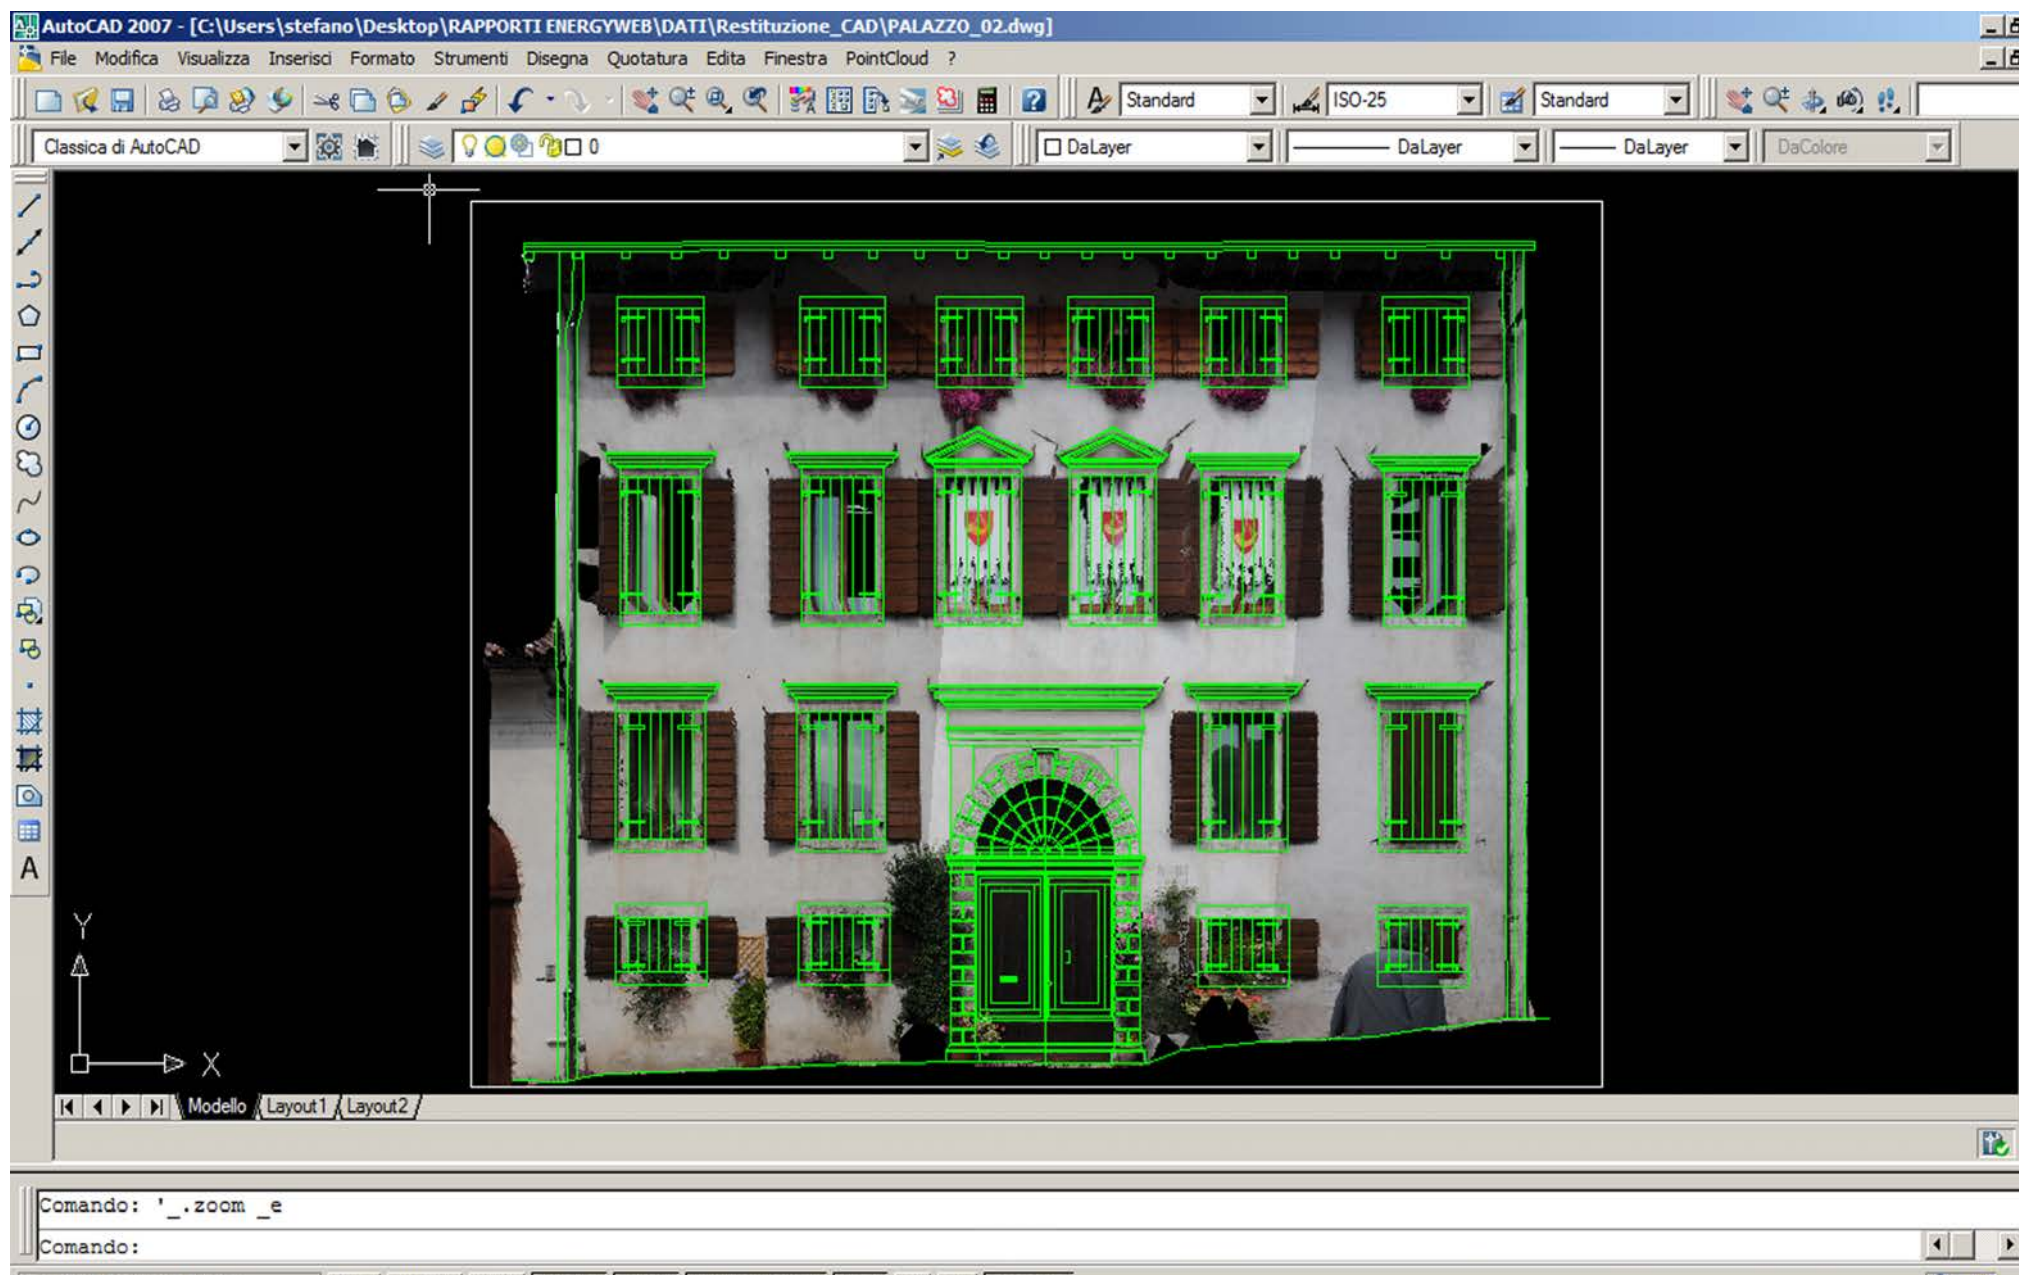 AutoCAD 2007 - [C:\Users\stefano\Desktop\RAPPORTI ENERGYWEB\DATI\Restituzione_CAD\PALAZZO_02.dwg]
File Modifica Visualizza Inserisci Formato Strumenti Disegna Quotatura Edita Finestra PointCloud ?
Standard ISO-25 Standard
Classica di AutoCAD 0 DaLayer DaLayer DaLayer DaColore
A
Y
X
Modello Layout1 Layout2
Comando: '_.zoom _e
Comando: